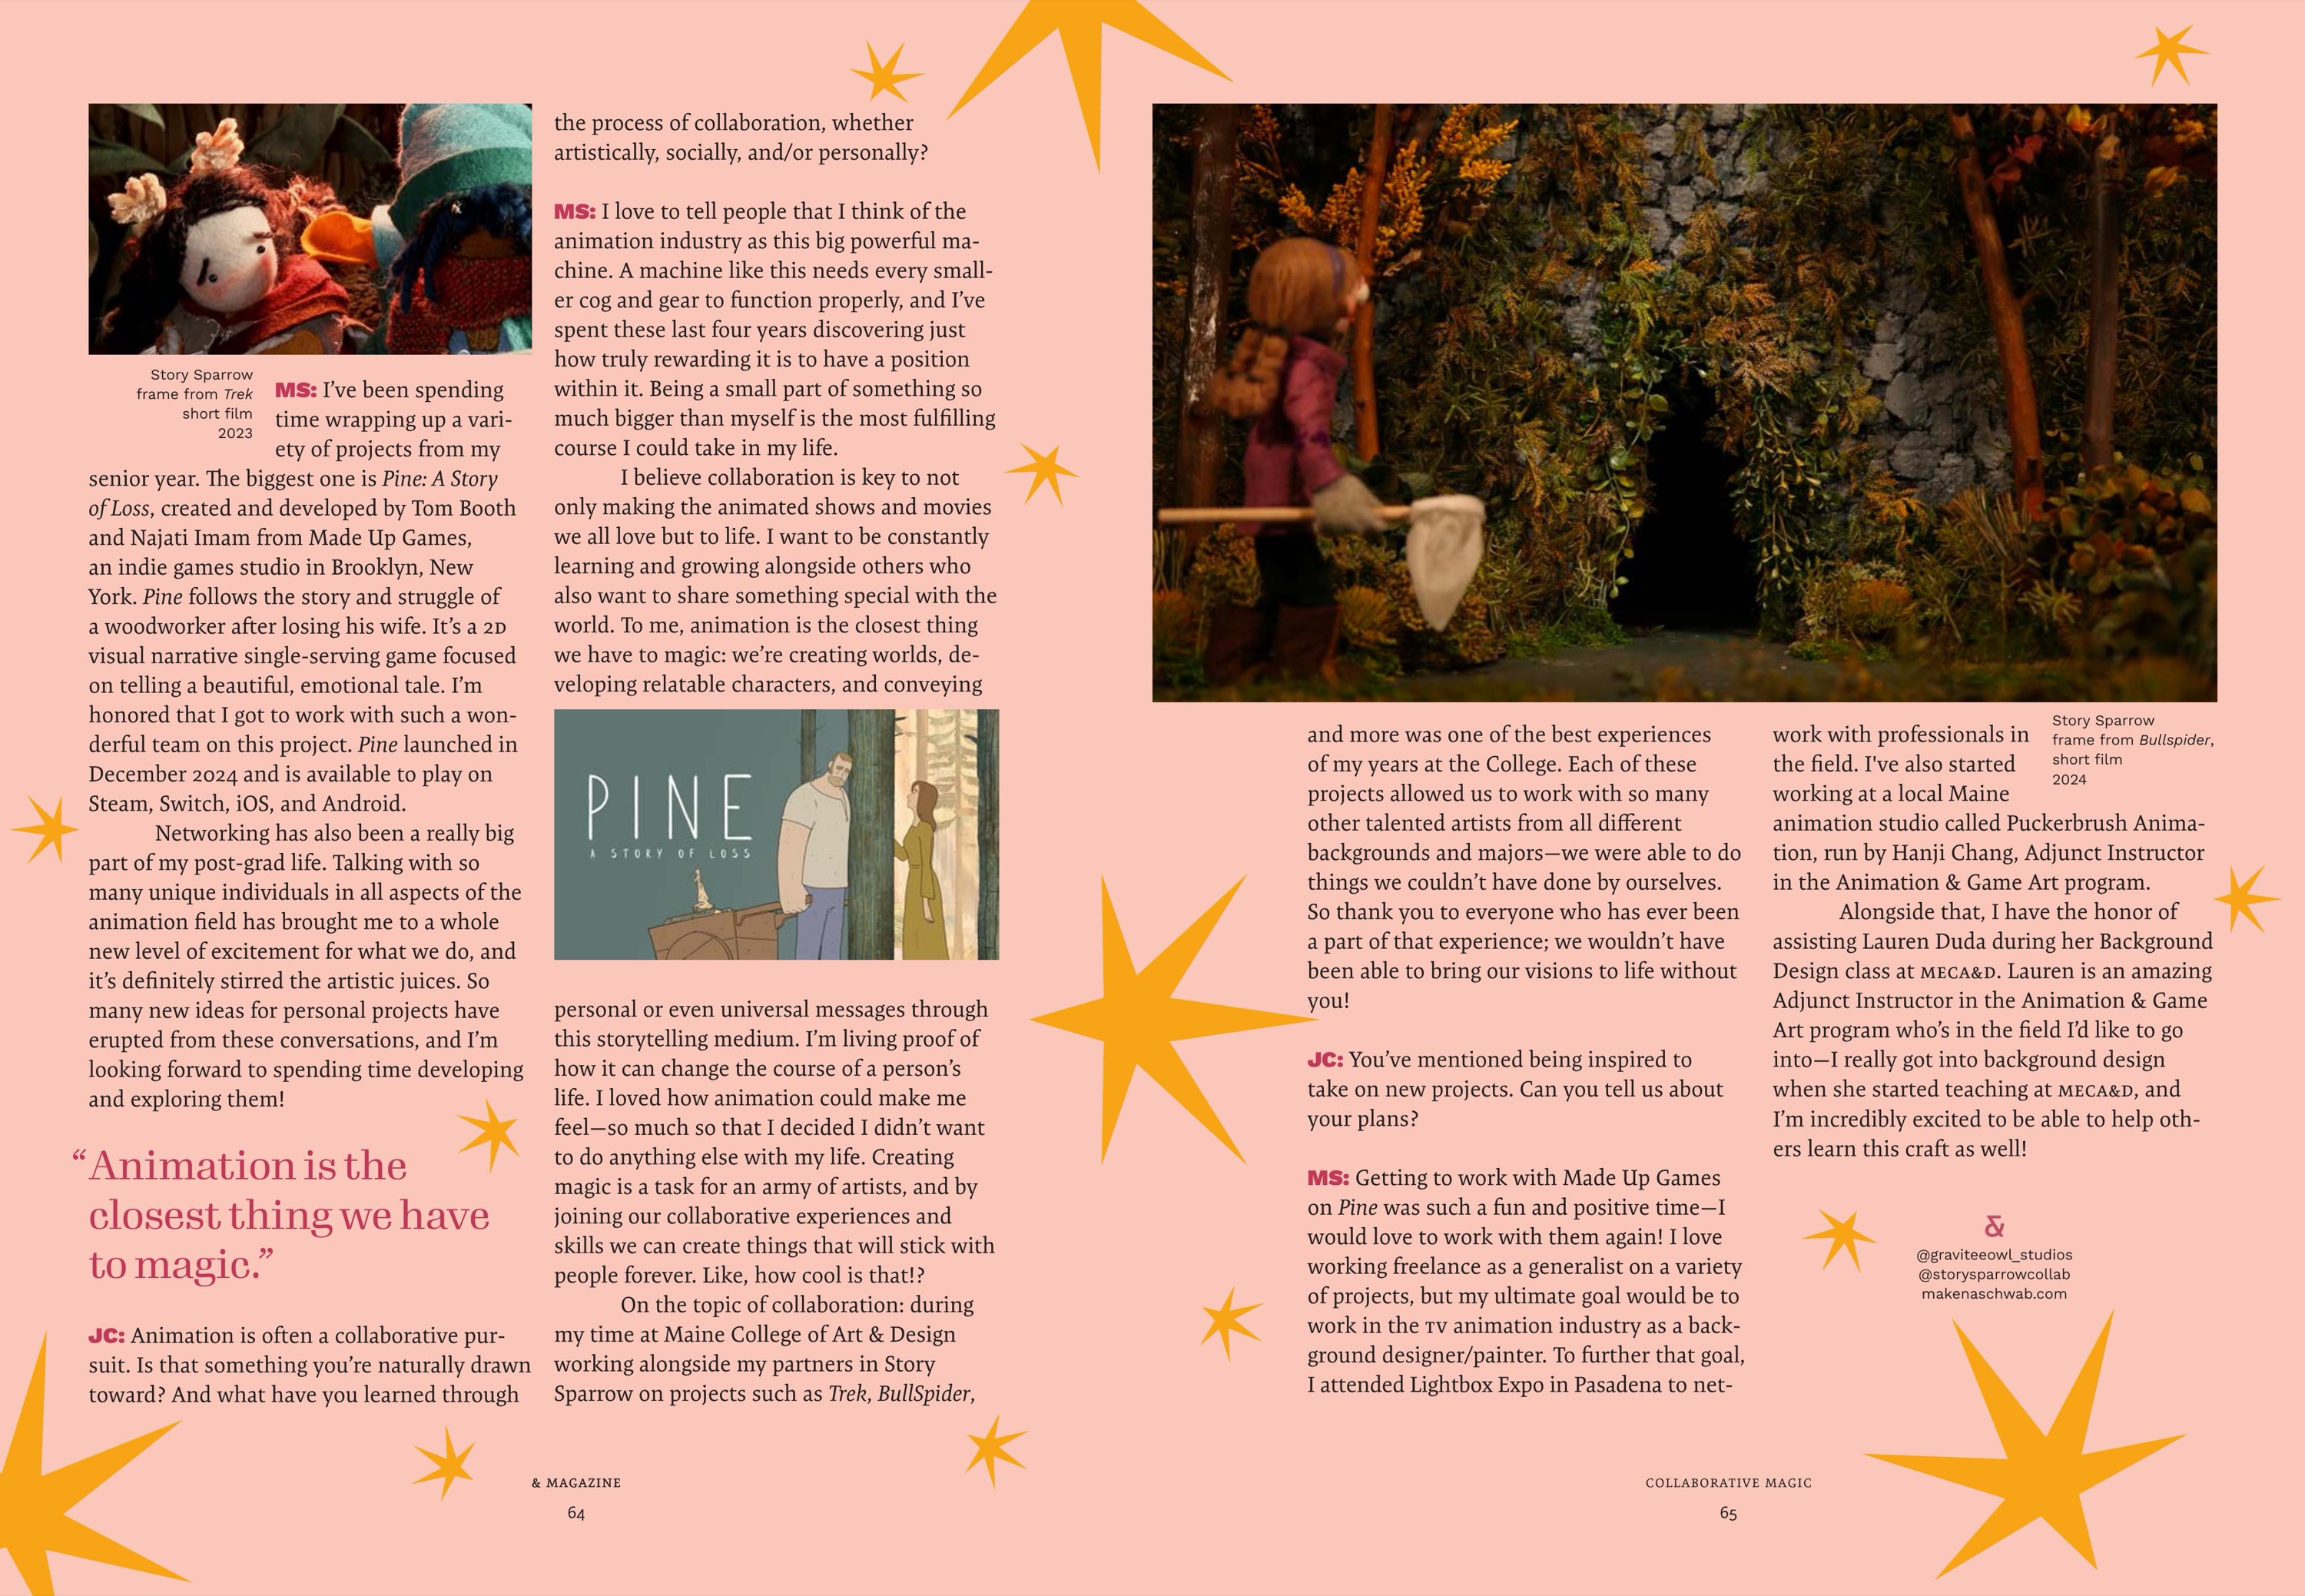 Story Sparrow
frame from Trek
short film
2023
MS: I’ve been spending
time wrapping up a vari-
ety of projects from my
senior year. The biggest one is Pine: A Story
of Loss, created and developed by Tom Booth
and Najati Imam from Made Up Games,
an indie games studio in Brooklyn, New
York. Pine follows the story and struggle of
a woodworker after losing his wife. It’s a 2D
visual narrative single-serving game focused
on telling a beautiful, emotional tale. I’m
honored that I got to work with such a won-
derful team on this project. Pine launched in
December 2024 and is available to play on
Steam, Switch, iOS, and Android.
Networking has also been a really big
part of my post-grad life. Talking with so
many unique individuals in all aspects of the
animation field has brought me to a whole
new level of excitement for what we do, and
it’s definitely stirred the artistic juices. So
many new ideas for personal projects have
erupted from these conversations, and I’m
looking forward to spending time developing
and exploring them!
“Animation is the
closest thing we have
to magic.”
JC: Animation is often a collaborative pur-
suit. Is that something you’re naturally drawn
toward? And what have you learned through
the process of collaboration, whether
artistically, socially, and/or personally?
MS: I love to tell people that I think of the
animation industry as this big powerful ma-
chine. A machine like this needs every small-
er cog and gear to function properly, and I’ve
spent these last four years discovering just
how truly rewarding it is to have a position
within it. Being a small part of something so
much bigger than myself is the most fulfilling
course I could take in my life.
I believe collaboration is key to not
only making the animated shows and movies
we all love but to life. I want to be constantly
learning and growing alongside others who
also want to share something special with the
world. To me, animation is the closest thing
we have to magic: we’re creating worlds, de-
veloping relatable characters, and conveying
PINE
A STORY OF LOSS
personal or even universal messages through
this storytelling medium. I’m living proof of
how it can change the course of a person’s
life. I loved how animation could make me
feel—so much so that I decided I didn’t want
to do anything else with my life. Creating
magic is a task for an army of artists, and by
joining our collaborative experiences and
skills we can create things that will stick with
people forever. Like, how cool is that!?
On the topic of collaboration: during
my time at Maine College of Art & Design
working alongside my partners in Story
Sparrow on projects such as Trek, BullSpider,
& MAGAZINE
64
Story Sparrow
frame from Bullspider,
short film
2024
and more was one of the best experiences
of my years at the College. Each of these
projects allowed us to work with so many
other talented artists from all different
backgrounds and majors—we were able to do
things we couldn’t have done by ourselves.
So thank you to everyone who has ever been
a part of that experience; we wouldn’t have
been able to bring our visions to life without
you!
JC: You’ve mentioned being inspired to
take on new projects. Can you tell us about
your plans?
MS: Getting to work with Made Up Games
on Pine was such a fun and positive time—I
would love to work with them again! I love
working freelance as a generalist on a variety
of projects, but my ultimate goal would be to
work in the TV animation industry as a back-
ground designer/painter. To further that goal,
I attended Lightbox Expo in Pasadena to net-
work with professionals in
the field. I've also started
working at a local Maine
animation studio called Puckerbrush Anima-
tion, run by Hanji Chang, Adjunct Instructor
in the Animation & Game Art program.
Alongside that, I have the honor of
assisting Lauren Duda during her Background
Design class at MECA&D. Lauren is an amazing
Adjunct Instructor in the Animation & Game
Art program who’s in the field I’d like to go
into—I really got into background design
when she started teaching at MECA&D, and
I’m incredibly excited to be able to help oth-
ers learn this craft as well!
&
@graviteeowl_studios
@storysparrowcollab
makenaschwab.com
COLLABORATIVE MAGIC
65